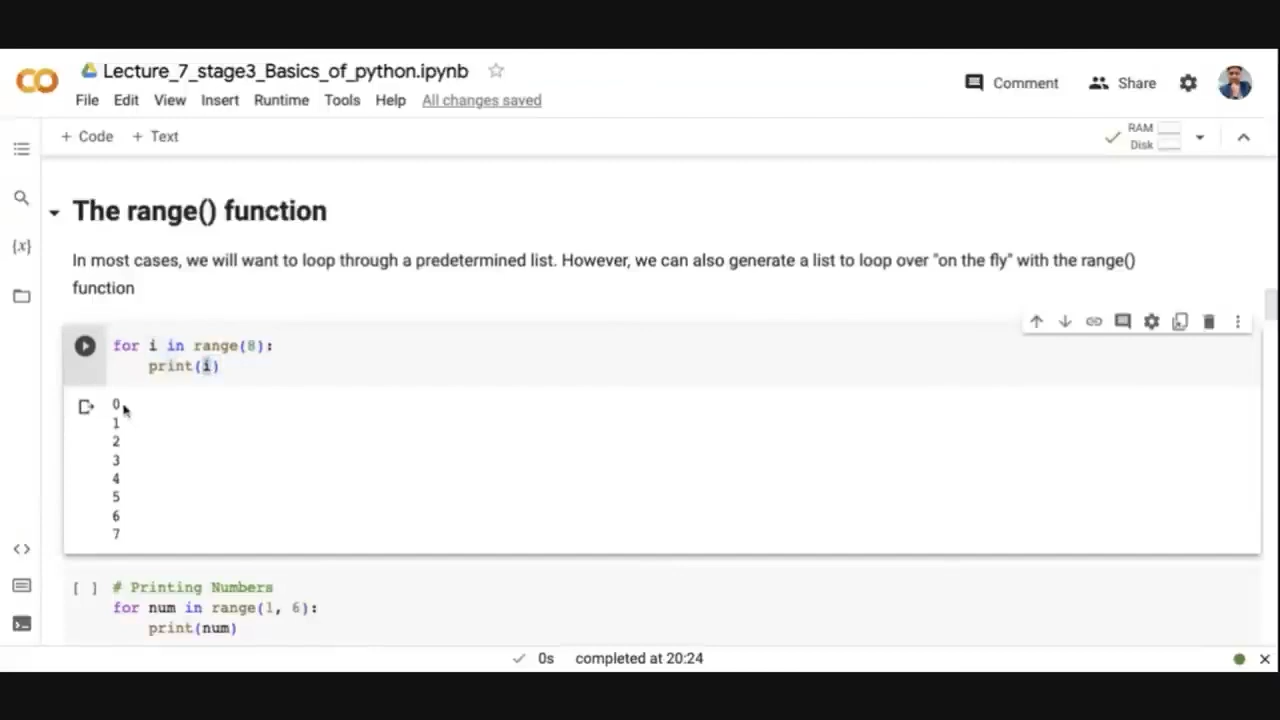 Lecture_7_stage3_Basics_of_python.ipynb
Comment
Share
File Edit View Insert Runtime Tools Help All changes saved
+ Code + Text
RAM
Disk
The range() function
In most cases, we will want to loop through a predetermined list. However, we can also generate a list to loop over "on the fly" with the range()
function
for i in range(8):
print(i)
0
1
2
3
4
5
6
7
[ ] # Printing Numbers
for num in range(1, 6):
print(num)
0s completed at 20:24